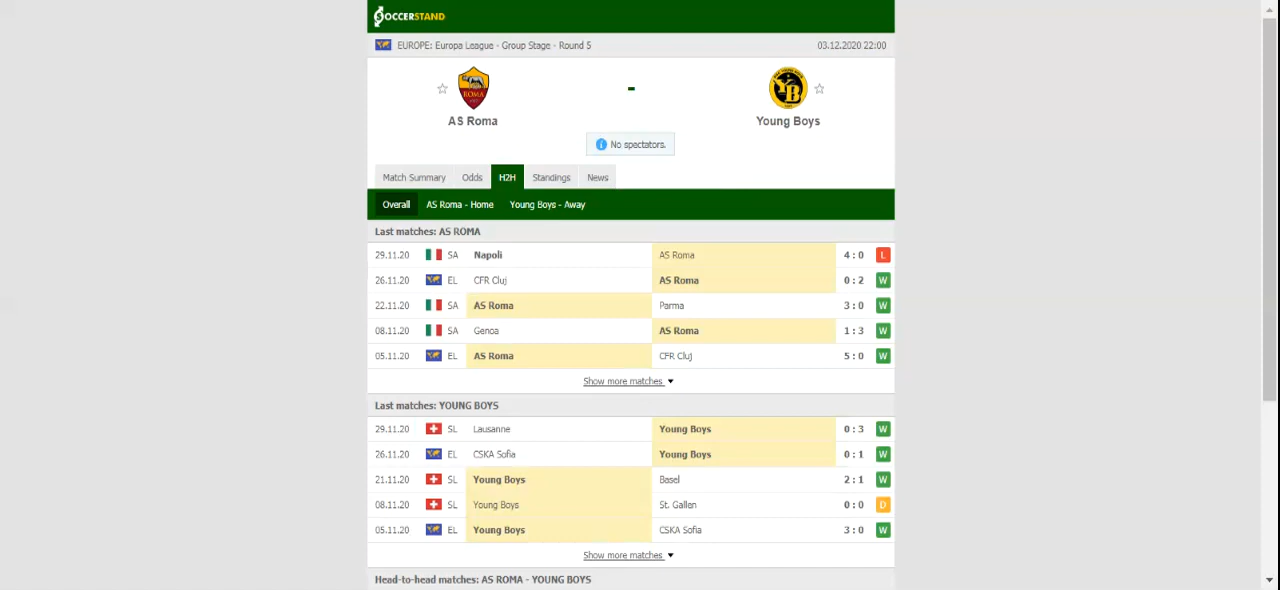 SOCCERSTAND
EUROPE: Europa League - Group Stage - Round 5 03.12.2020 22:00
-
AS Roma Young Boys
No spectators.
Match Summary Odds H2H Standings News
Overall AS Roma - Home Young Boys - Away
Last matches: AS ROMA
29.11.20 SA Napoli AS Roma 4 : 0 L
26.11.20 EL CFR Cluj AS Roma 0 : 2 W
22.11.20 SA AS Roma Parma 3 : 0 W
08.11.20 SA Genoa AS Roma 1 : 3 W
05.11.20 EL AS Roma CFR Cluj 5 : 0 W
Show more matches
Last matches: YOUNG BOYS
29.11.20 SL Lausanne Young Boys 0 : 3 W
26.11.20 EL CSKA Sofia Young Boys 0 : 1 W
21.11.20 SL Young Boys Basel 2 : 1 W
08.11.20 SL Young Boys St. Gallen 0 : 0 D
05.11.20 EL Young Boys CSKA Sofia 3 : 0 W
Show more matches
Head-to-head matches: AS ROMA - YOUNG BOYS